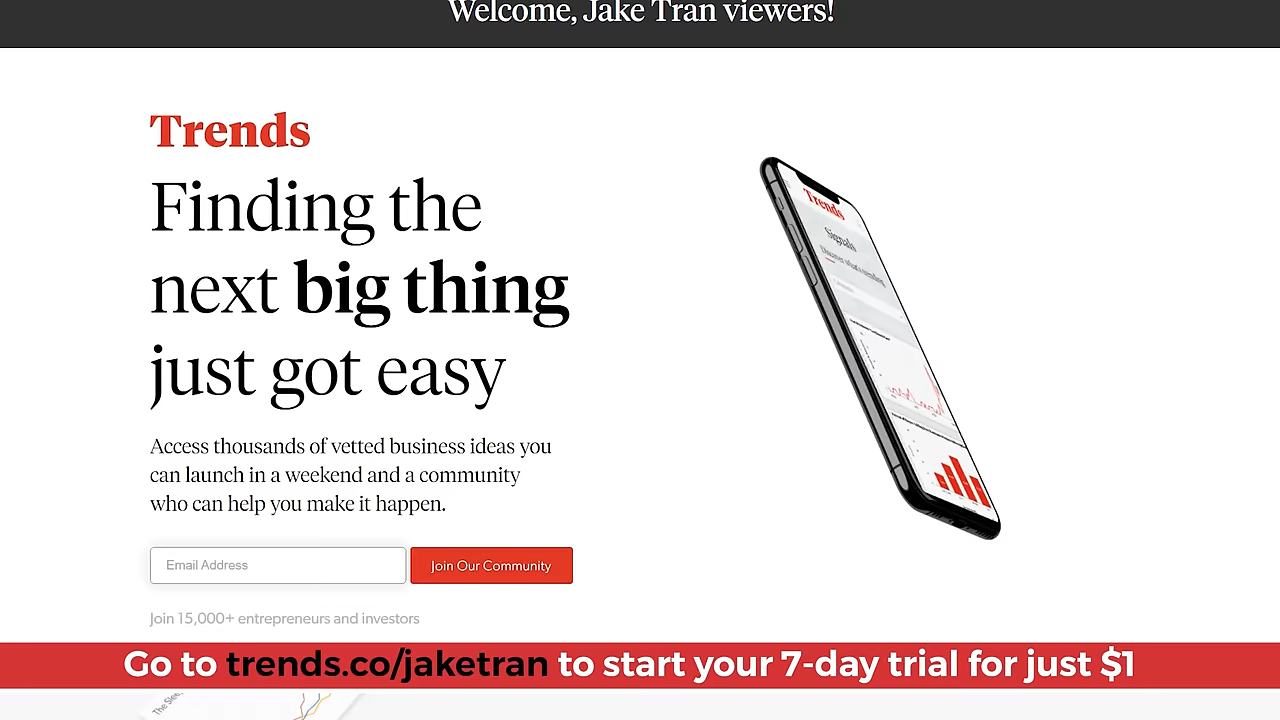 Welcome, Jake Tran viewers!
Trends
Finding the
next big thing
just got easy
Access thousands of vetted business ideas you
can launch in a weekend and a community
who can help you make it happen.
Email Address
Join Our Community
Join 15,000+ entrepreneurs and investors
Trends
Signals
Go to trends.co/jaketran to start your 7-day trial for just $1